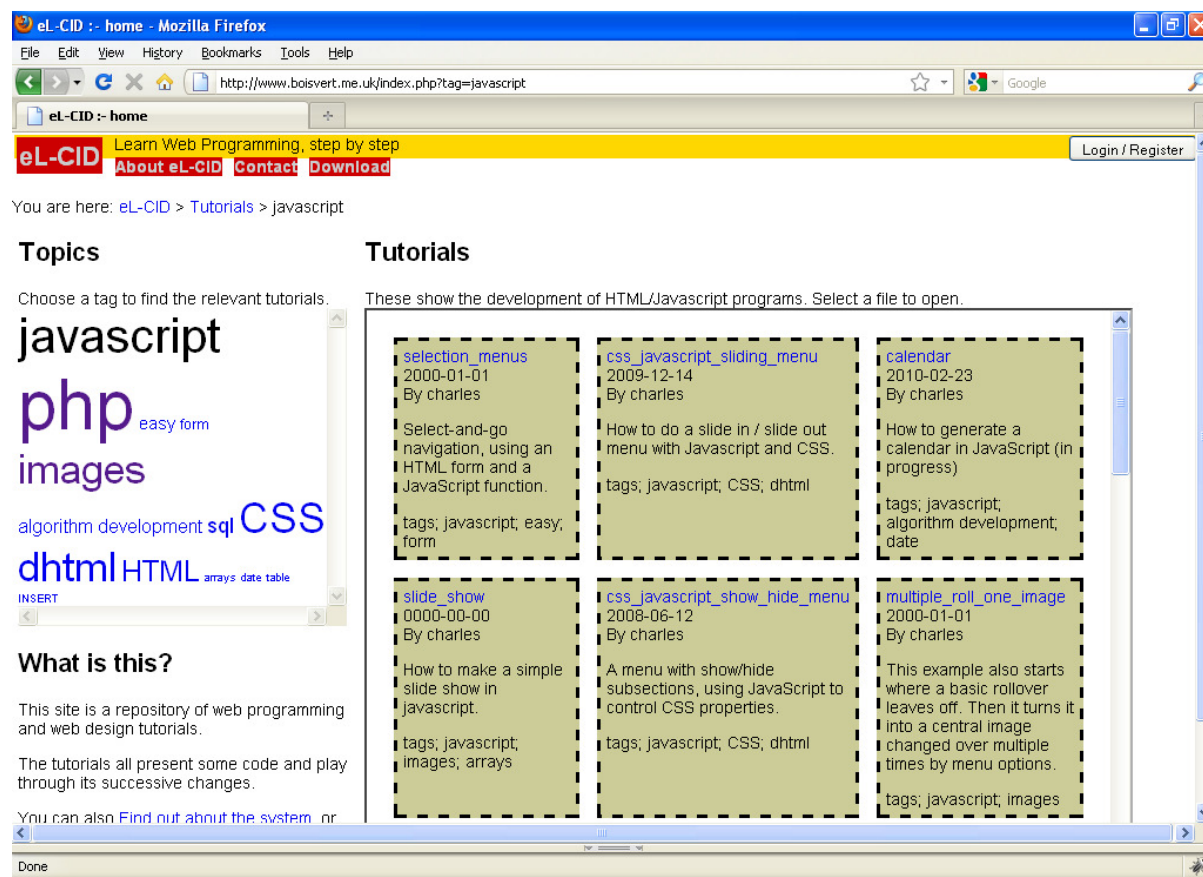 eL-CID :- home - Mozilla Firefox
File Edit View History Bookmarks Tools Help
http://www.boisvert.me.uk/index.php?tag=javascript
Google
eL-CID :- home
eL-CID
Learn Web Programming, step by step
Login / Register
About eL-CID Contact Download
You are here: eL-CID > Tutorials > javascript
Topics
Choose a tag to find the relevant tutorials.
javascript
php easy form
images
algorithm development sql CSS
dhtml HTML arrays date table
INSERT
What is this?
This site is a repository of web programming
and web design tutorials.
The tutorials all present some code and play
through its successive changes.
You can also Find out about the system, or
Tutorials
These show the development of HTML/Javascript programs. Select a file to open.
selection_menus
2000-01-01
By charles
Select-and-go
navigation, using an
HTML form and a
JavaScript function.
tags; javascript; easy;
form
css_javascript_sliding_menu
2009-12-14
By charles
How to do a slide in / slide out
menu with Javascript and CSS.
tags; javascript; CSS; dhtml
calendar
2010-02-23
By charles
How to generate a
calendar in JavaScript (in
progress)
tags; javascript;
algorithm development;
date
slide_show
0000-00-00
By charles
How to make a simple
slide show in
javascript.
tags; javascript;
images; arrays
css_javascript_show_hide_menu
2008-06-12
By charles
A menu with show/hide
subsections, using JavaScript to
control CSS properties.
tags; javascript; CSS; dhtml
multiple_roll_one_image
2000-01-01
By charles
This example also starts
where a basic rollover
leaves off. Then it turns it
into a central image
changed over multiple
times by menu options.
tags; javascript; images
Done